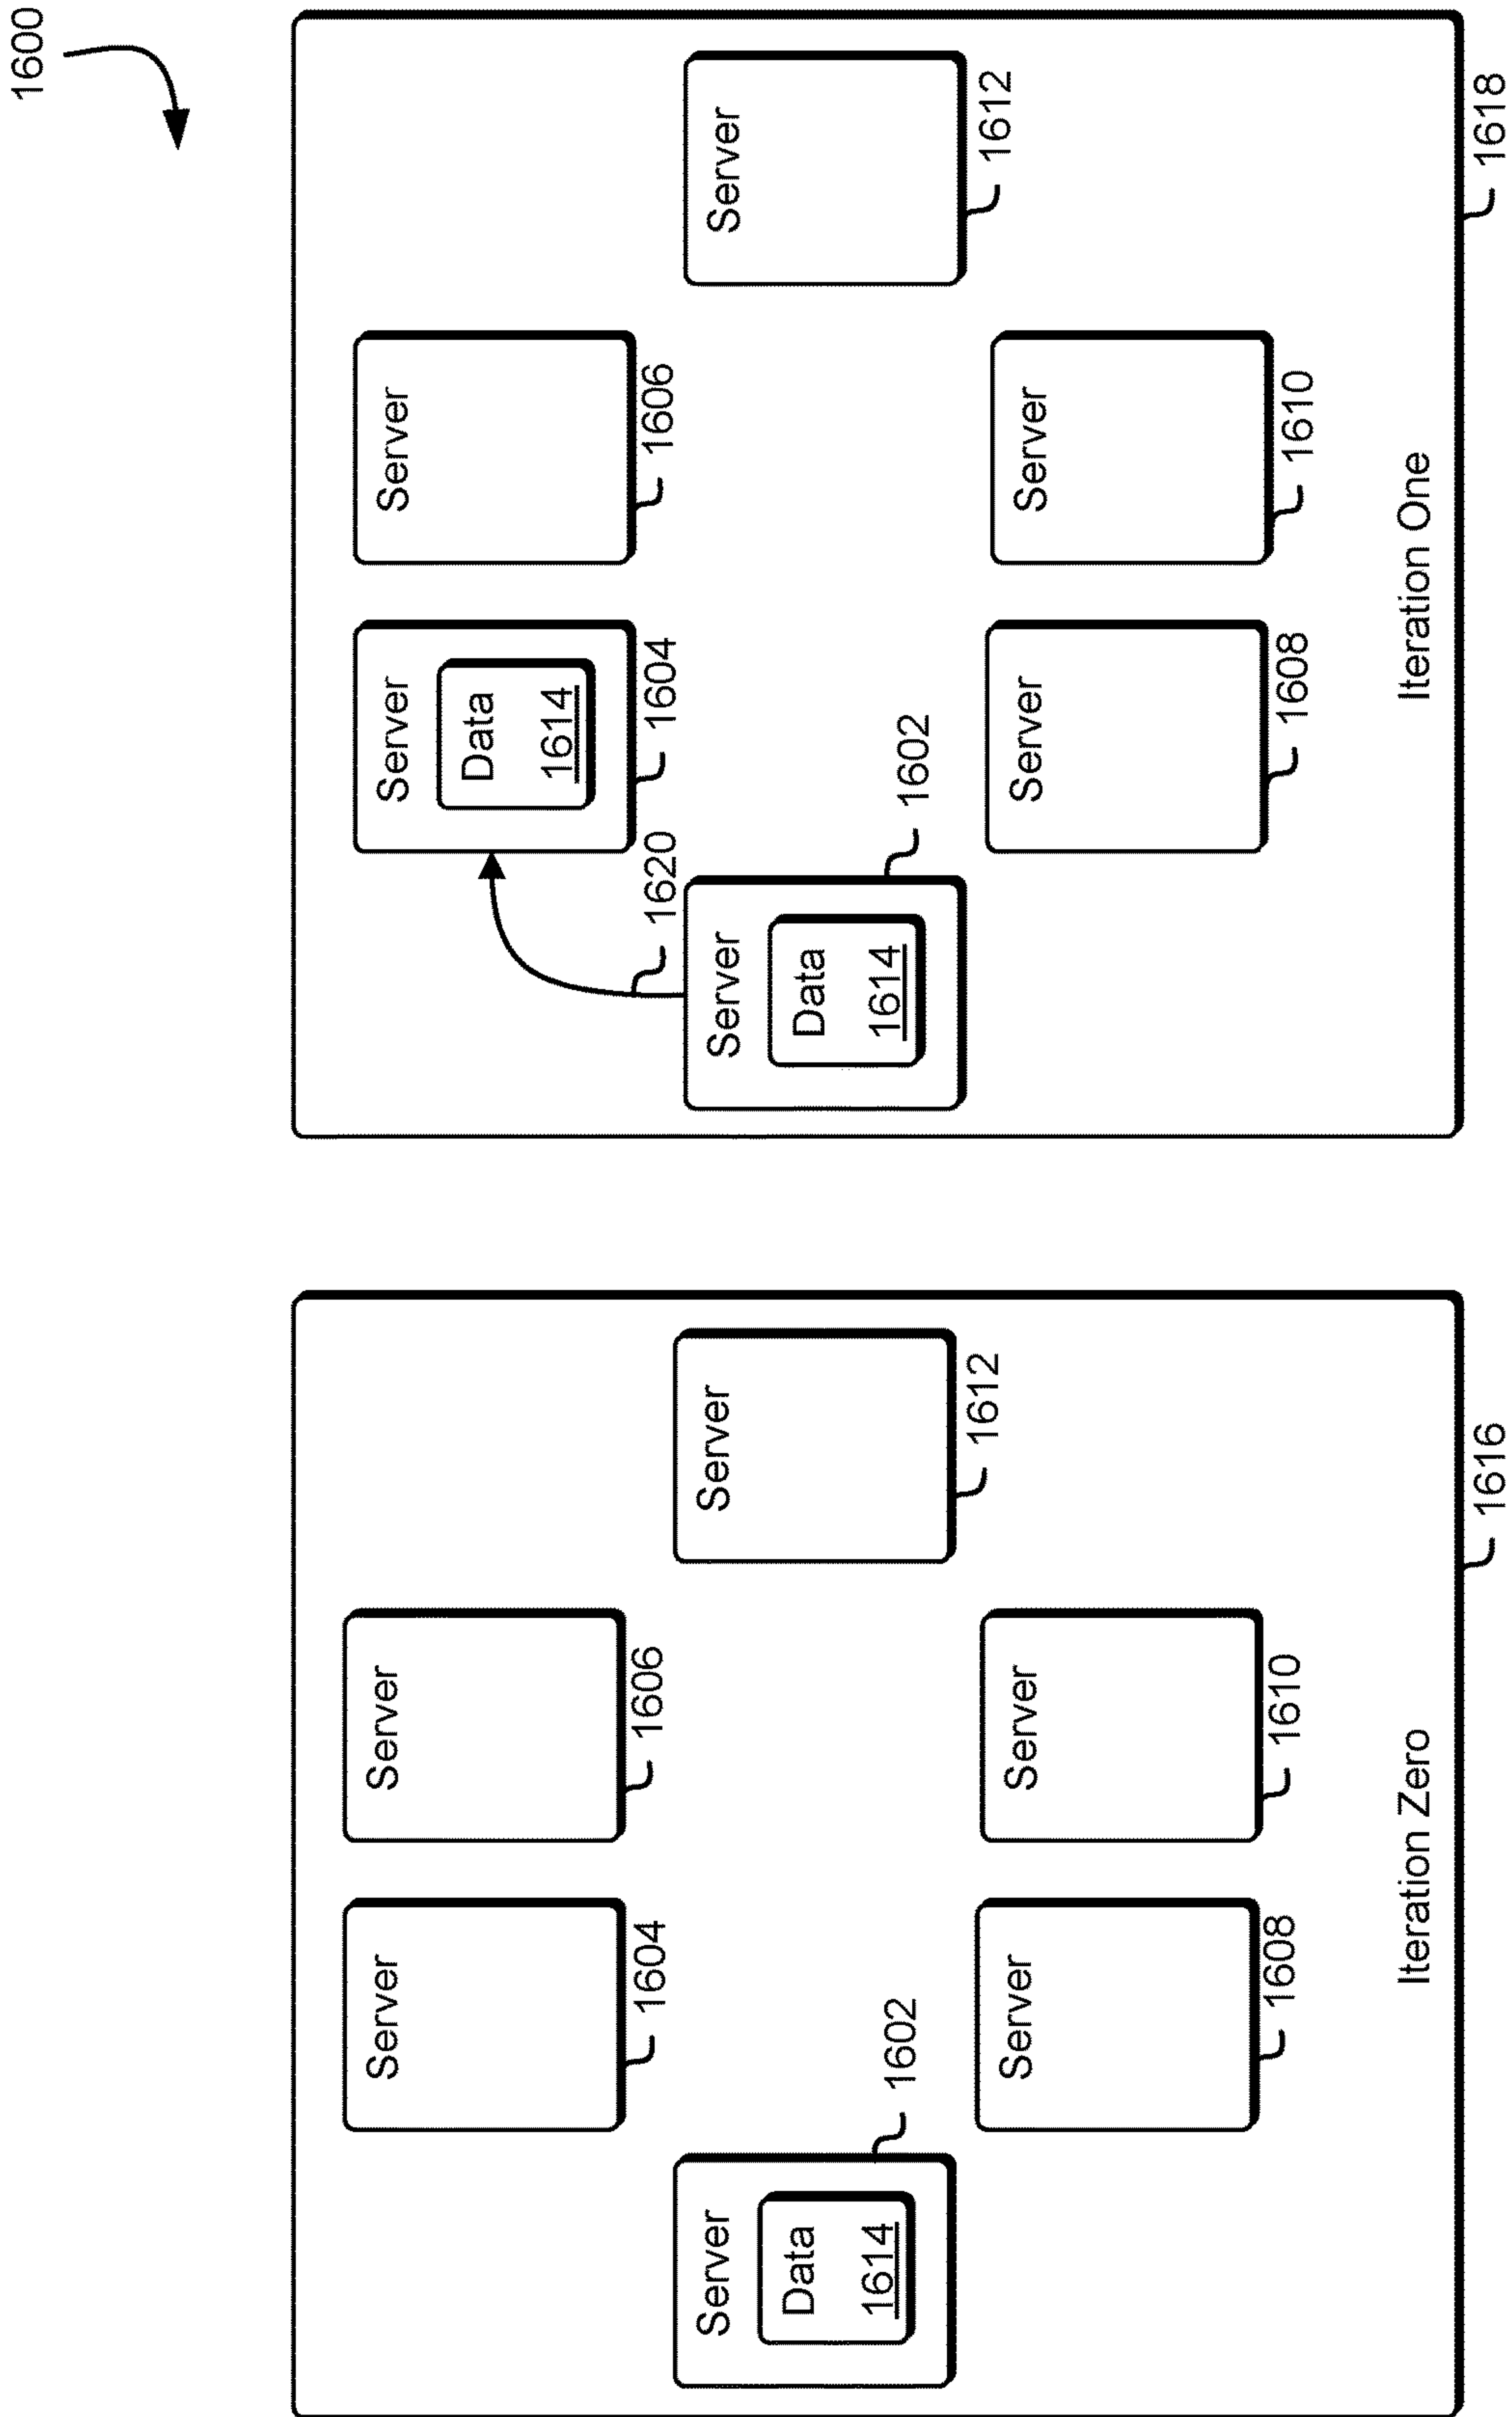 1600
Server
1604
Server
1606
Server
1602
Data
1614
Server
1612
Server
1608
Server
1610
Iteration Zero
1616
Server
Data
1614
1604
Server
1606
1620
Server
Data
1614
1602
Server
1612
Server
1608
Server
1610
Iteration One
1618